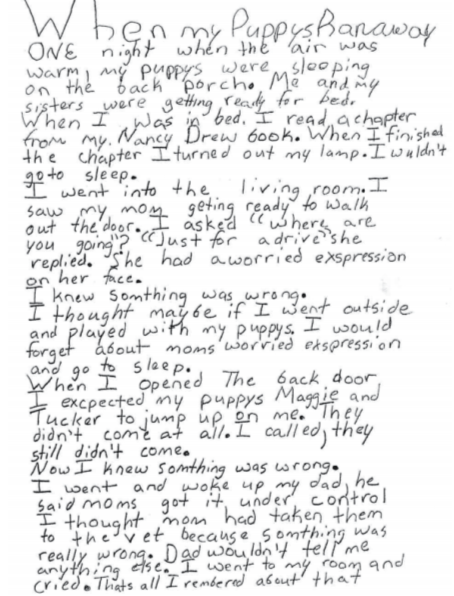 When my Puppys Ranaway
ONE night when the air was
warm, my puppys were slooping
on the back porch. Me and my
sisters were getting ready for bed.
When I was in bed. I read a chapter
from my. Nancy Drew book. When I finished
the chapter I turned out my lamp. I wuldn't
go to sleep.
I went into the living room. I
saw my mom geting ready to walk
out the door. I asked "where are
you going"? "Just for a drive" she
replied. She had a worried exspression
on her face.
I knew somthing was wrong.
I thought maybe if I went outside
and played with my puppys. I would
forget about moms worried exspression
and go to sleep.
When I opened The back door,
I excpected my puppys Maggie and
Tucker to jump up on me. They
didn't come at all. I called, they
still didn't come.
Now I knew somthing was wrong.
I went and woke up my dad, he
said moms got it under control
I thought mom had taken them
to the vet because somthing was
really wrong. Dad wouldn't tell me
anything else. I went to my room and
cried. Thats all I rembered about that